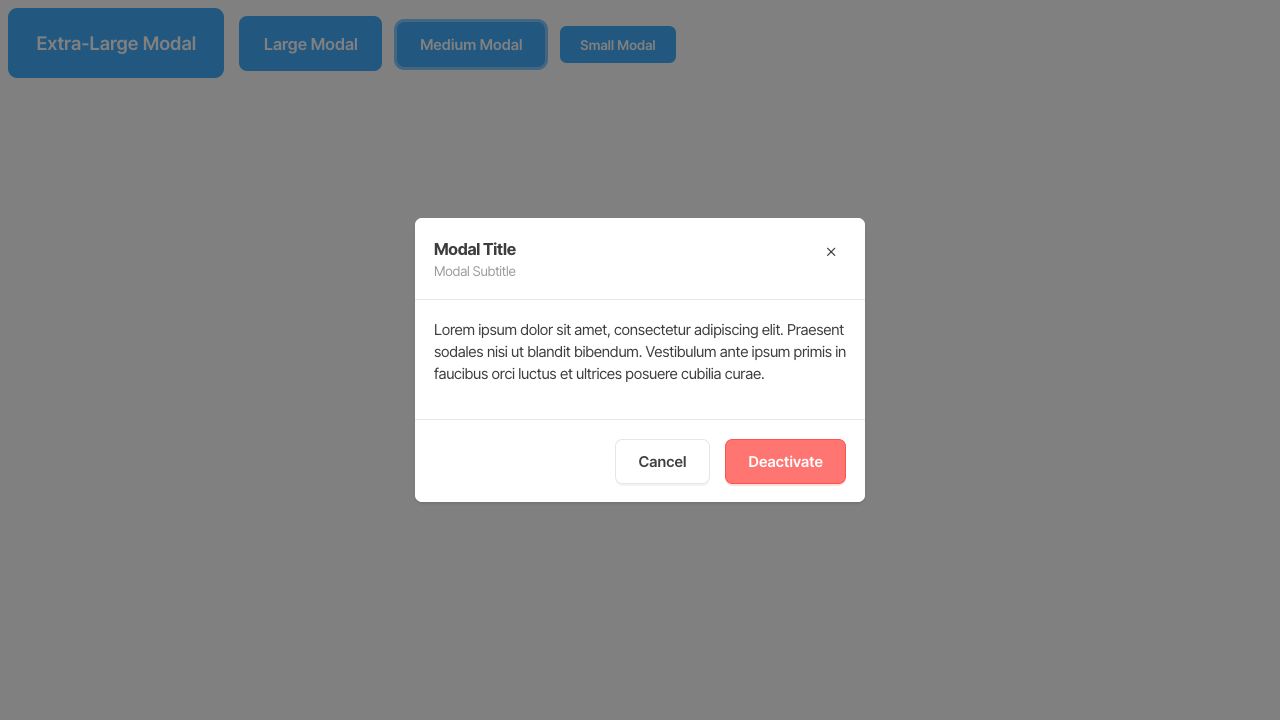 Extra-Large Modal
Large Modal
Medium Modal
Small Modal
Modal Title
Modal Subtitle
Lorem ipsum dolor sit amet, consectetur adipiscing elit. Praesent
sodales nisi ut blandit bibendum. Vestibulum ante ipsum primis in
faucibus orci luctus et ultrices posuere cubilia curae.
Cancel
Deactivate